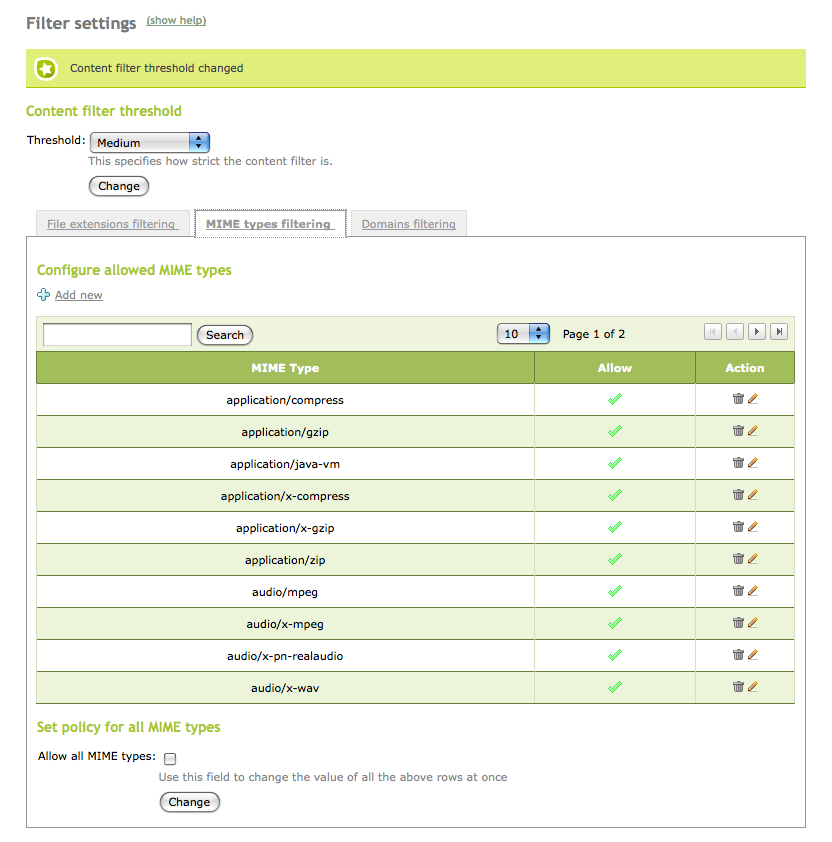 Filter settings (show help)
Content filter threshold changed
Content filter threshold
Threshold: Medium
This specifies how strict the content filter is.
Change
File extensions filtering MIME types filtering Domains filtering
Configure allowed MIME types
Add new
Search 10 Page 1 of 2
MIME Type Allow Action
application/compress
application/gzip
application/java-vm
application/x-compress
application/x-gzip
application/zip
audio/mpeg
audio/x-mpeg
audio/x-pn-realaudio
audio/x-wav
Set policy for all MIME types
Allow all MIME types:
Use this field to change the value of all the above rows at once
Change